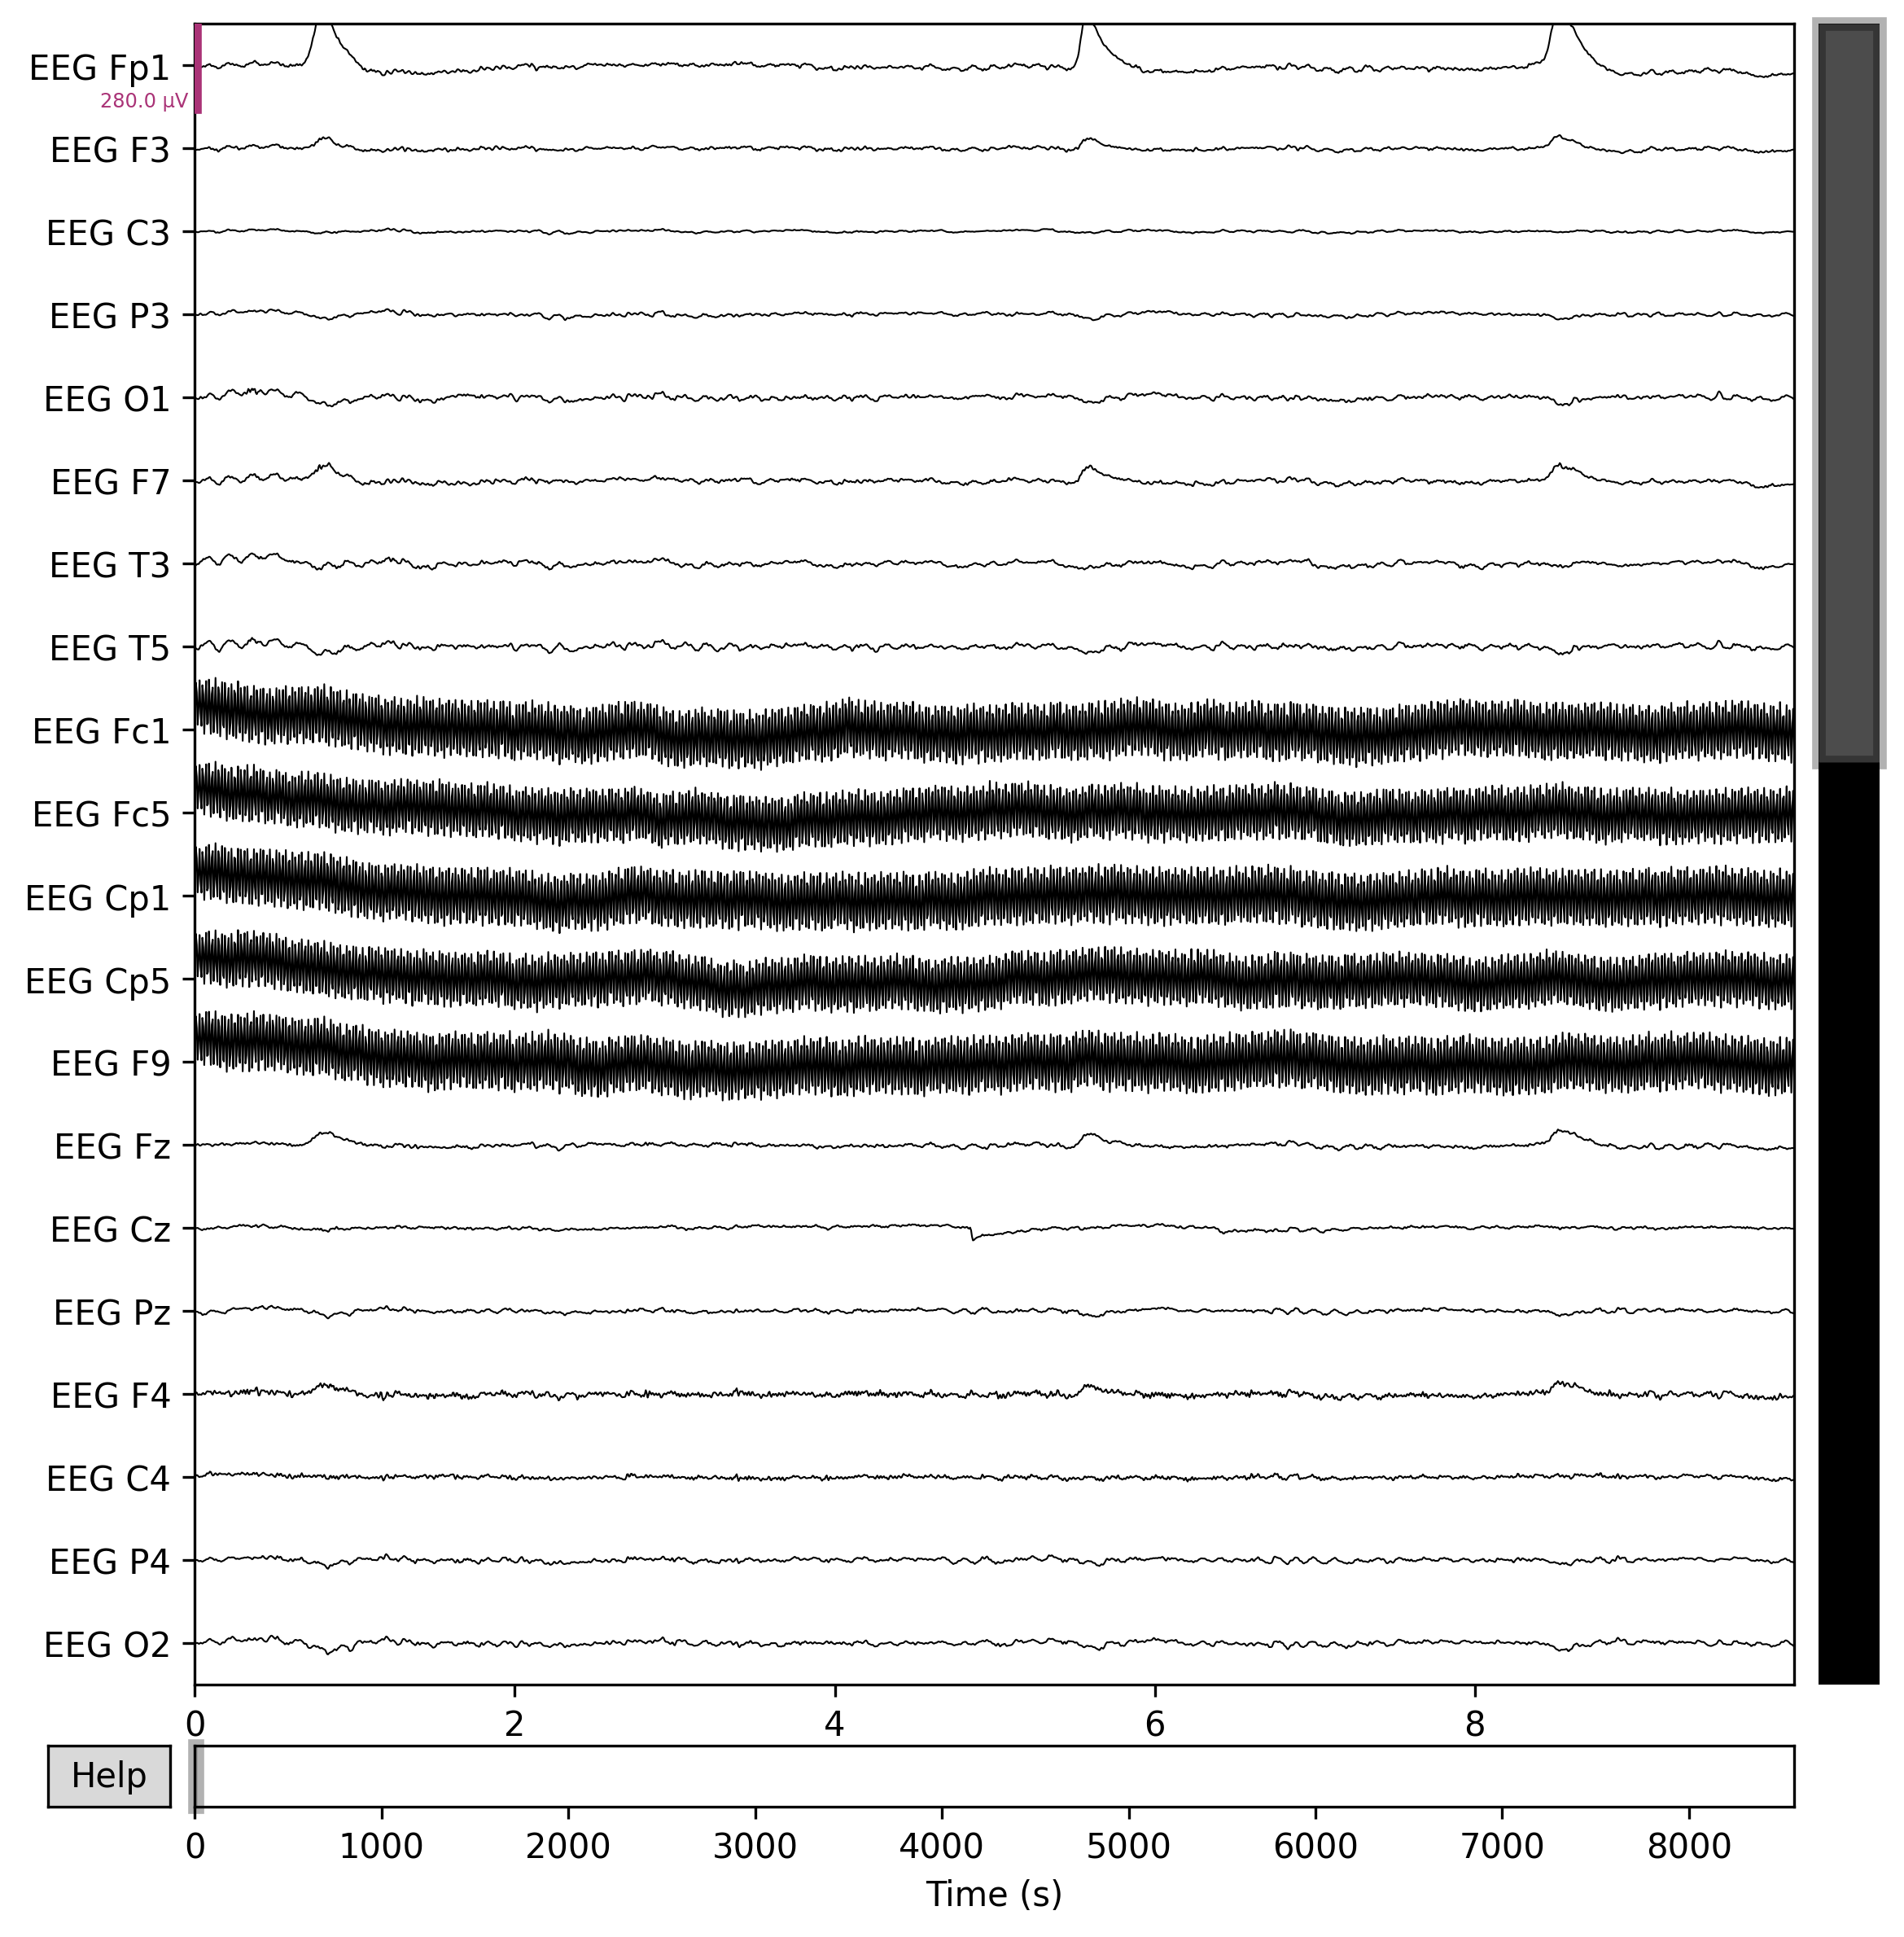 EEG Fp1
280.0 µV
EEG F3
EEG C3
EEG P3
EEG O1
EEG F7
EEG T3
EEG T5
EEG Fc1
EEG Fc5
EEG Cp1
EEG Cp5
EEG F9
EEG Fz
EEG Cz
EEG Pz
EEG F4
EEG C4
EEG P4
EEG O2
0 2 4 6 8
Help
0 1000 2000 3000 4000 5000 6000 7000 8000
Time (s)